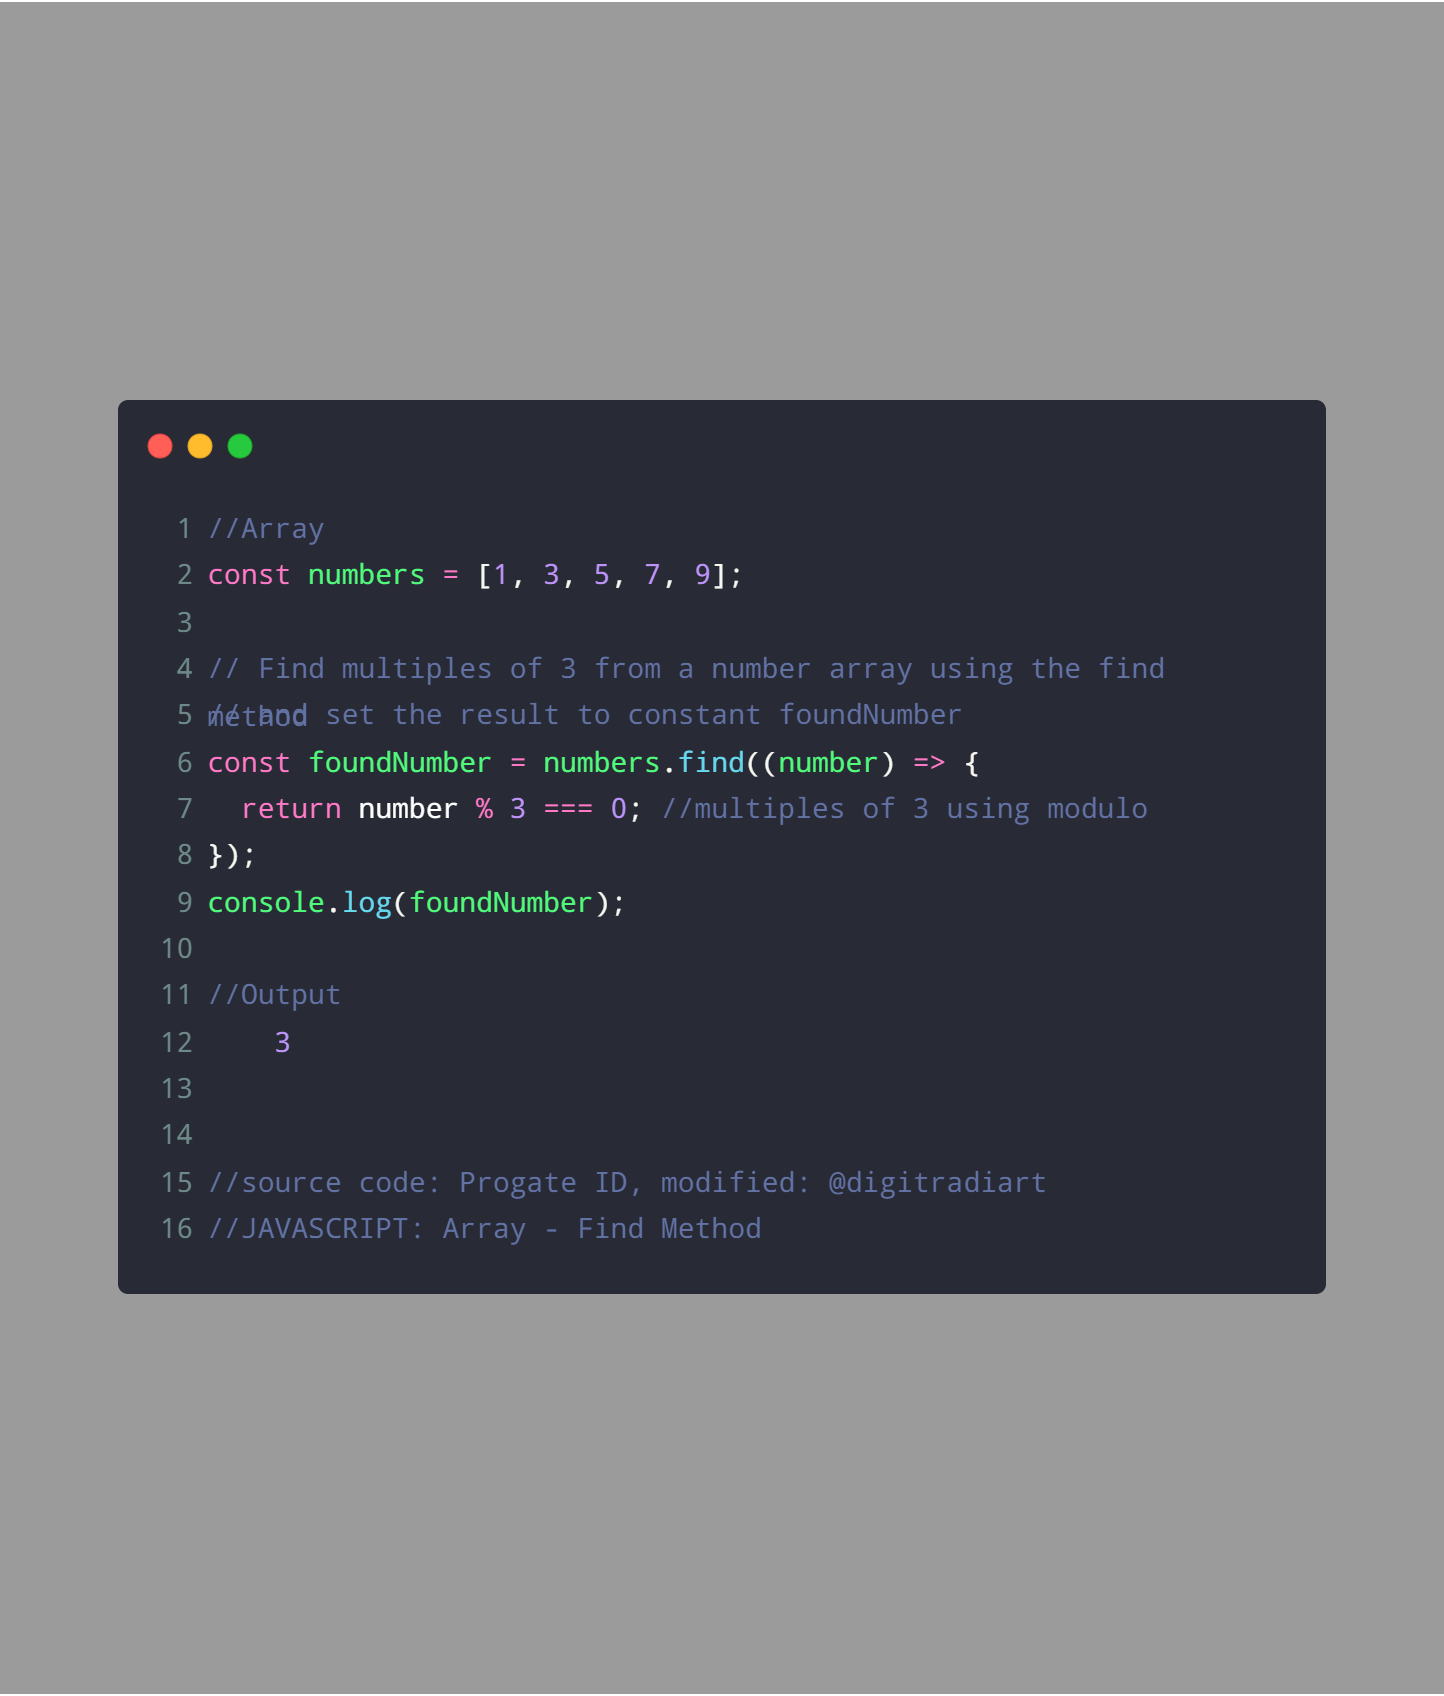 1 //Array
2 const numbers = [1, 3, 5, 7, 9];
3
4 // Find multiples of 3 from a number array using the find
method
5 // and set the result to constant foundNumber
6 const foundNumber = numbers.find((number) => {
7   return number % 3 === 0; //multiples of 3 using modulo
8 });
9 console.log(foundNumber);
10
11 //Output
12     3
13
14
15 //source code: Progate ID, modified: @digitradiart
16 //JAVASCRIPT: Array - Find Method